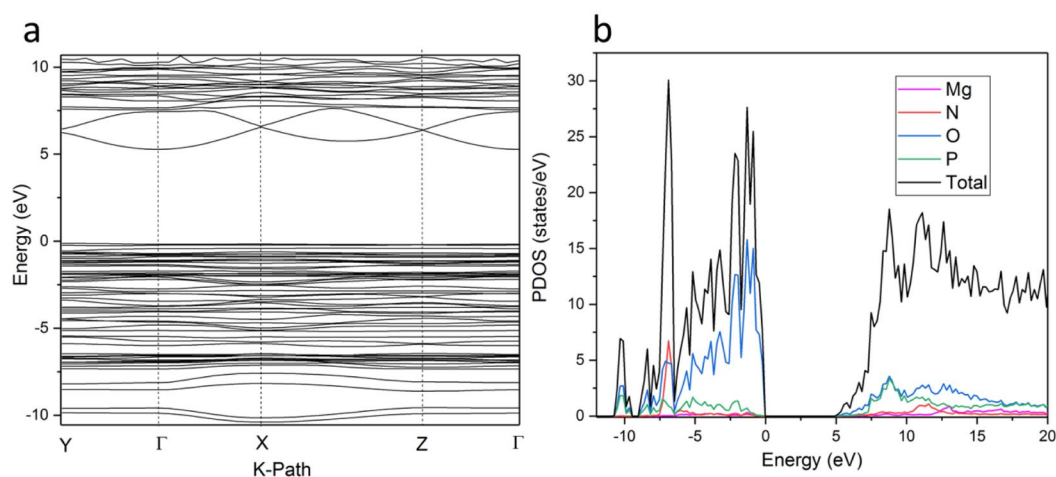 a
10
5
0
-5
-10
Energy (eV)
Y Γ X Z Γ
K-Path
b
30
25
20
15
10
5
0
PDOS (states/eV)
Mg
N
O
P
Total
-10 -5 0 5 10 15 20
Energy (eV)